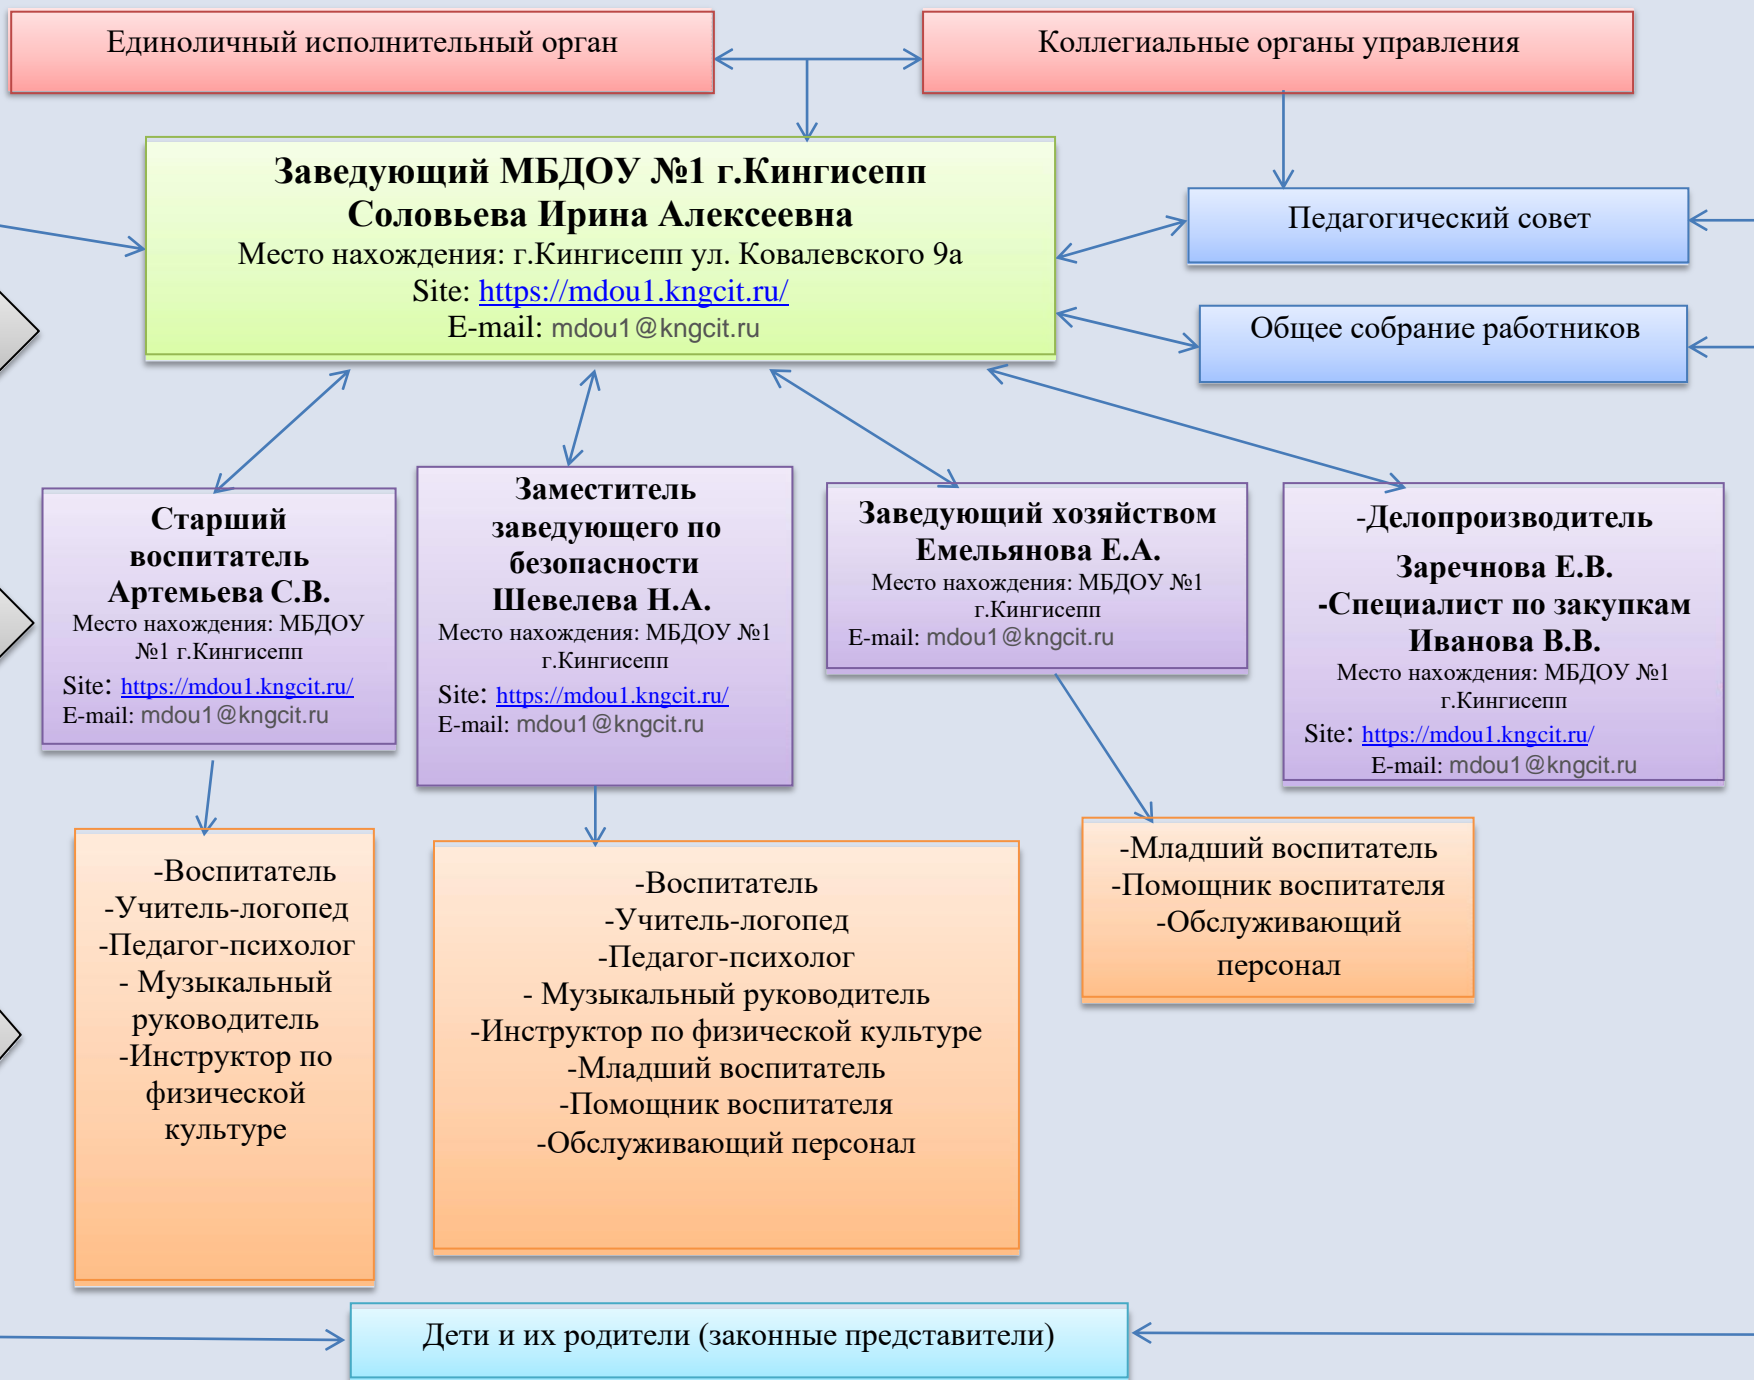 Единоличный исполнительный орган
Коллегиальные органы управления
Заведующий МБДОУ №1 г.Кингисепп
Соловьева Ирина Алексеевна
Место нахождения: г.Кингисепп ул. Ковалевского 9а
Site: https://mdou1.kngcit.ru/
E-mail: mdou1@kngcit.ru
Педагогический совет
Общее собрание работников
Старший
воспитатель
Артемьева С.В.
Место нахождения: МБДОУ
№1 г.Кингисепп
Site: https://mdou1.kngcit.ru/
E-mail: mdou1@kngcit.ru
Заместитель
заведующего по
безопасности
Шевелева Н.А.
Место нахождения: МБДОУ №1
г.Кингисепп
Site: https://mdou1.kngcit.ru/
E-mail: mdou1@kngcit.ru
Заведующий хозяйством
Емельянова Е.А.
Место нахождения: МБДОУ №1
г.Кингисепп
E-mail: mdou1@kngcit.ru
-Делопроизводитель
Заречнова Е.В.
-Специалист по закупкам
Иванова В.В.
Место нахождения: МБДОУ №1
г.Кингисепп
Site: https://mdou1.kngcit.ru/
E-mail: mdou1@kngcit.ru
-Воспитатель
-Учитель-логопед
-Педагог-психолог
- Музыкальный
руководитель
-Инструктор по
физической
культуре
-Воспитатель
-Учитель-логопед
-Педагог-психолог
- Музыкальный руководитель
-Инструктор по физической культуре
-Младший воспитатель
-Помощник воспитателя
-Обслуживающий персонал
-Младший воспитатель
-Помощник воспитателя
-Обслуживающий
персонал
Дети и их родители (законные представители)